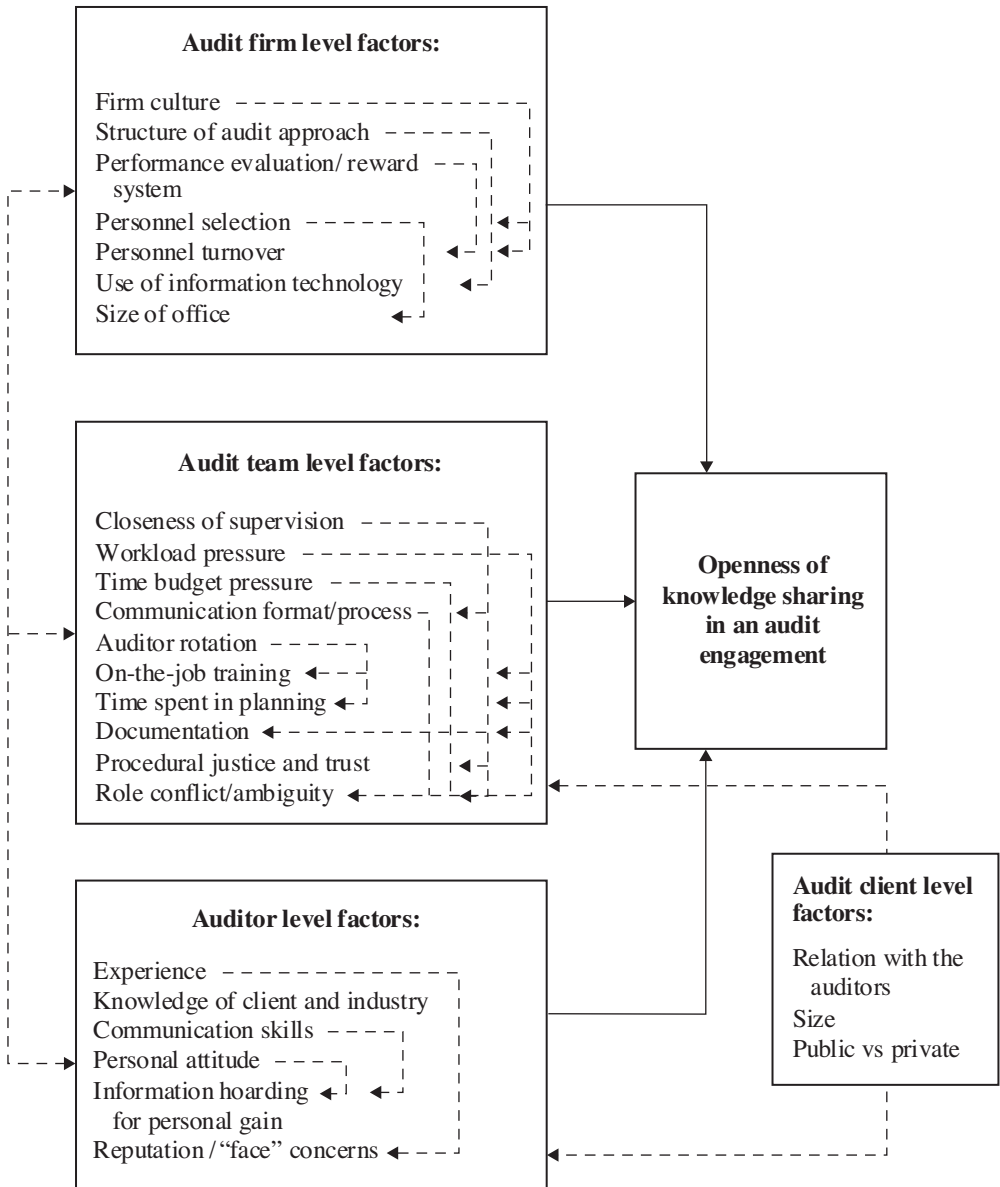 Audit firm level factors:
Firm culture
Structure of audit approach
Performance evaluation/ reward
system
Personnel selection
Personnel turnover
Use of information technology
Size of office
Audit team level factors:
Closeness of supervision
Workload pressure
Time budget pressure
Communication format/process
Auditor rotation
On-the-job training
Time spent in planning
Documentation
Procedural justice and trust
Role conflict/ambiguity
Openness of
knowledge sharing
in an audit
engagement
Auditor level factors:
Experience
Knowledge of client and industry
Communication skills
Personal attitude
Information hoarding
for personal gain
Reputation / “face” concerns
Audit client level
factors:
Relation with the
auditors
Size
Public vs private